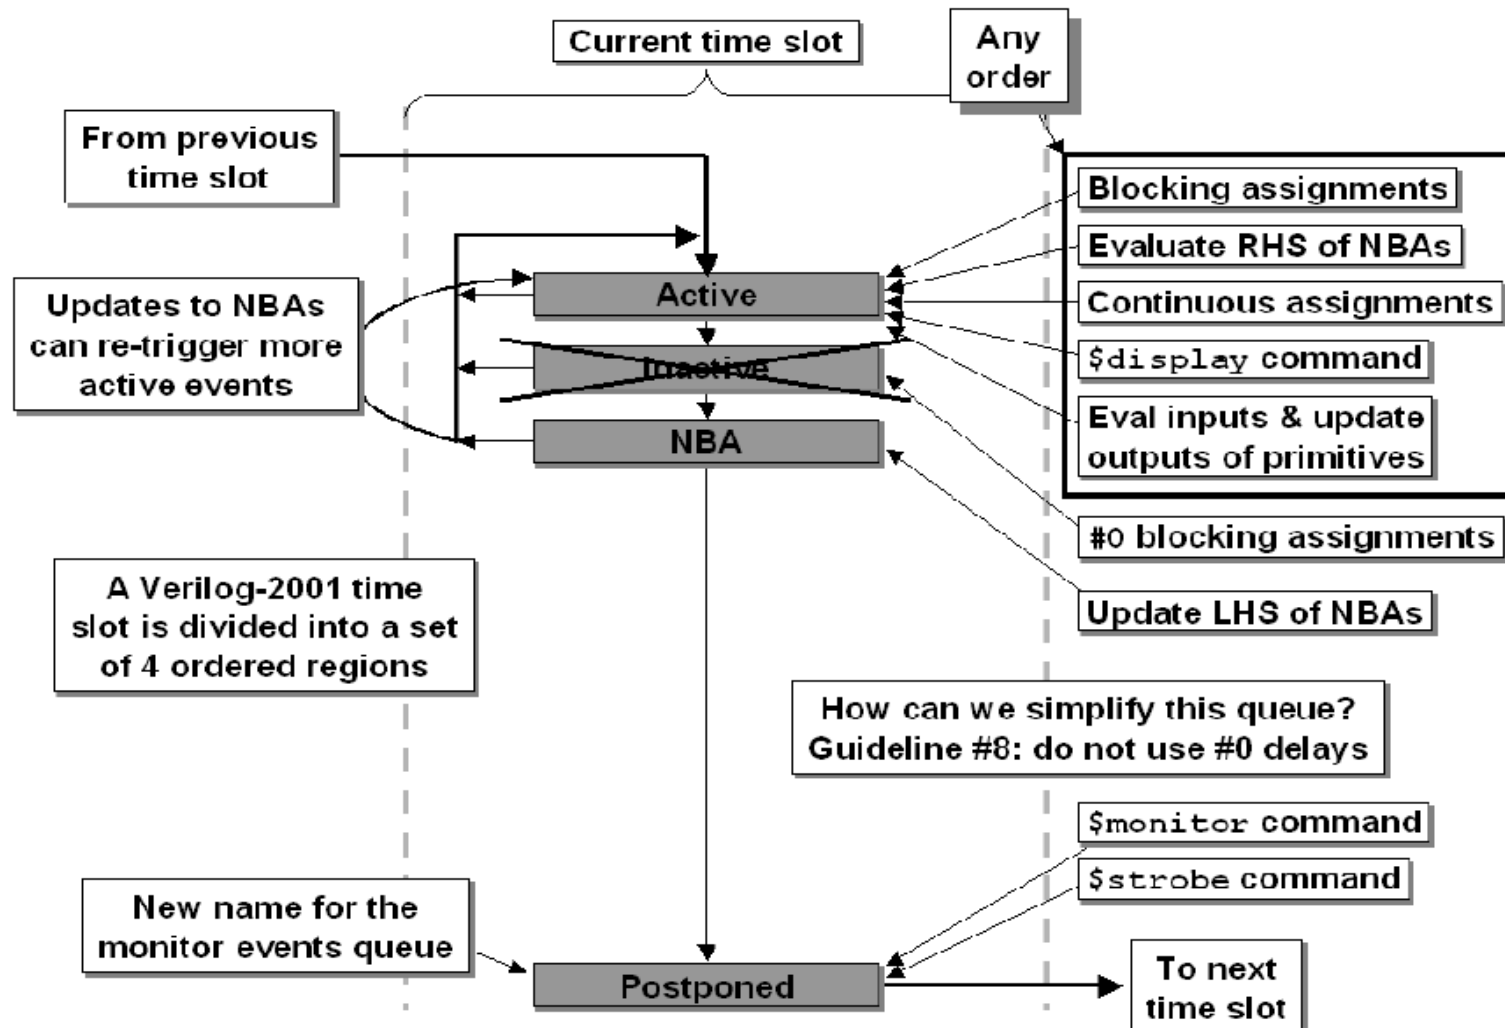 Current time slot
Any
order
From previous
time slot
Blocking assignments
Evaluate RHS of NBAs
Continuous assignments
$display command
Eval inputs & update
outputs of primitives
Updates to NBAs
can re-trigger more
active events
Active
Inactive
NBA
#0 blocking assignments
Update LHS of NBAs
A Verilog-2001 time
slot is divided into a set
of 4 ordered regions
How can we simplify this queue?
Guideline #8: do not use #0 delays
$monitor command
$strobe command
New name for the
monitor events queue
Postponed
To next
time slot